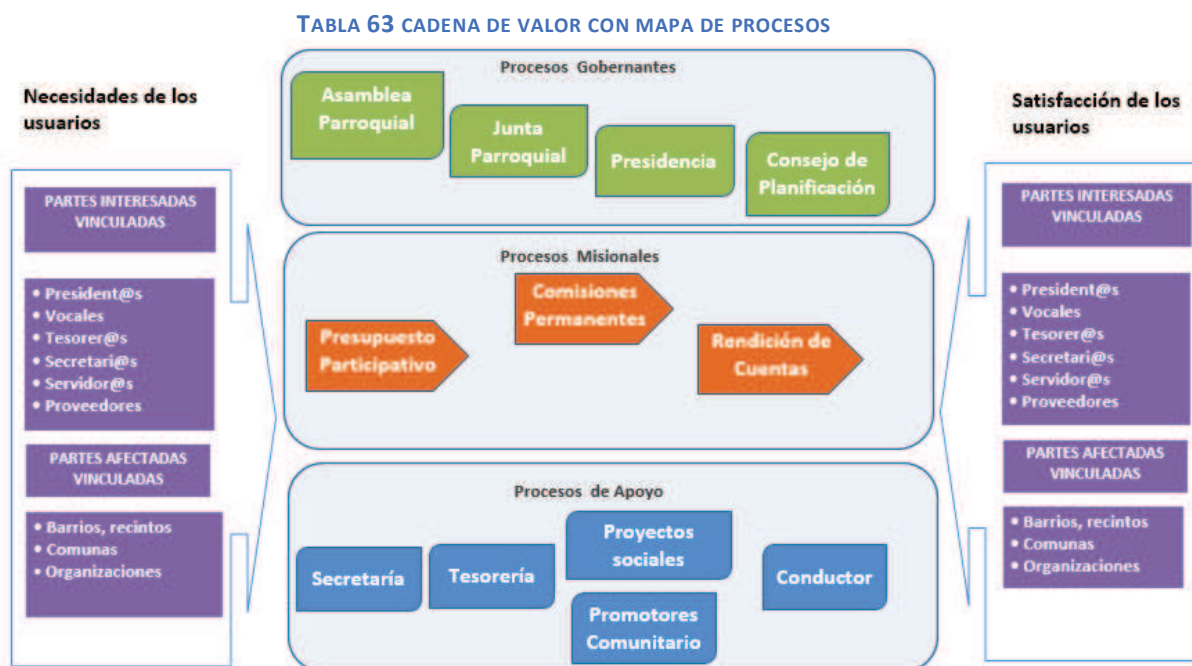 TABLA 63 CADENA DE VALOR CON MAPA DE PROCESOS
Necesidades de los
usuarios
PARTES INTERESADAS
VINCULADAS
• President@s
• Vocales
• Tesorer@s
• Secretari@s
• Servidor@s
• Proveedores
PARTES AFECTADAS
VINCULADAS
• Barrios, recintos
• Comunas
• Organizaciones
Procesos Gobernantes
Asamblea
Parroquial
Junta
Parroquial
Presidencia
Consejo de
Planificación
Procesos Misionales
Presupuesto
Participativo
Comisiones
Permanentes
Rendición de
Cuentas
Procesos de Apoyo
Secretaría
Tesorería
Proyectos
sociales
Promotores
Comunitario
Conductor
Satisfacción de los
usuarios
PARTES INTERESADAS
VINCULADAS
• President@s
• Vocales
• Tesorer@s
• Secretari@s
• Servidor@s
• Proveedores
PARTES AFECTADAS
VINCULADAS
• Barrios, recintos
• Comunas
• Organizaciones